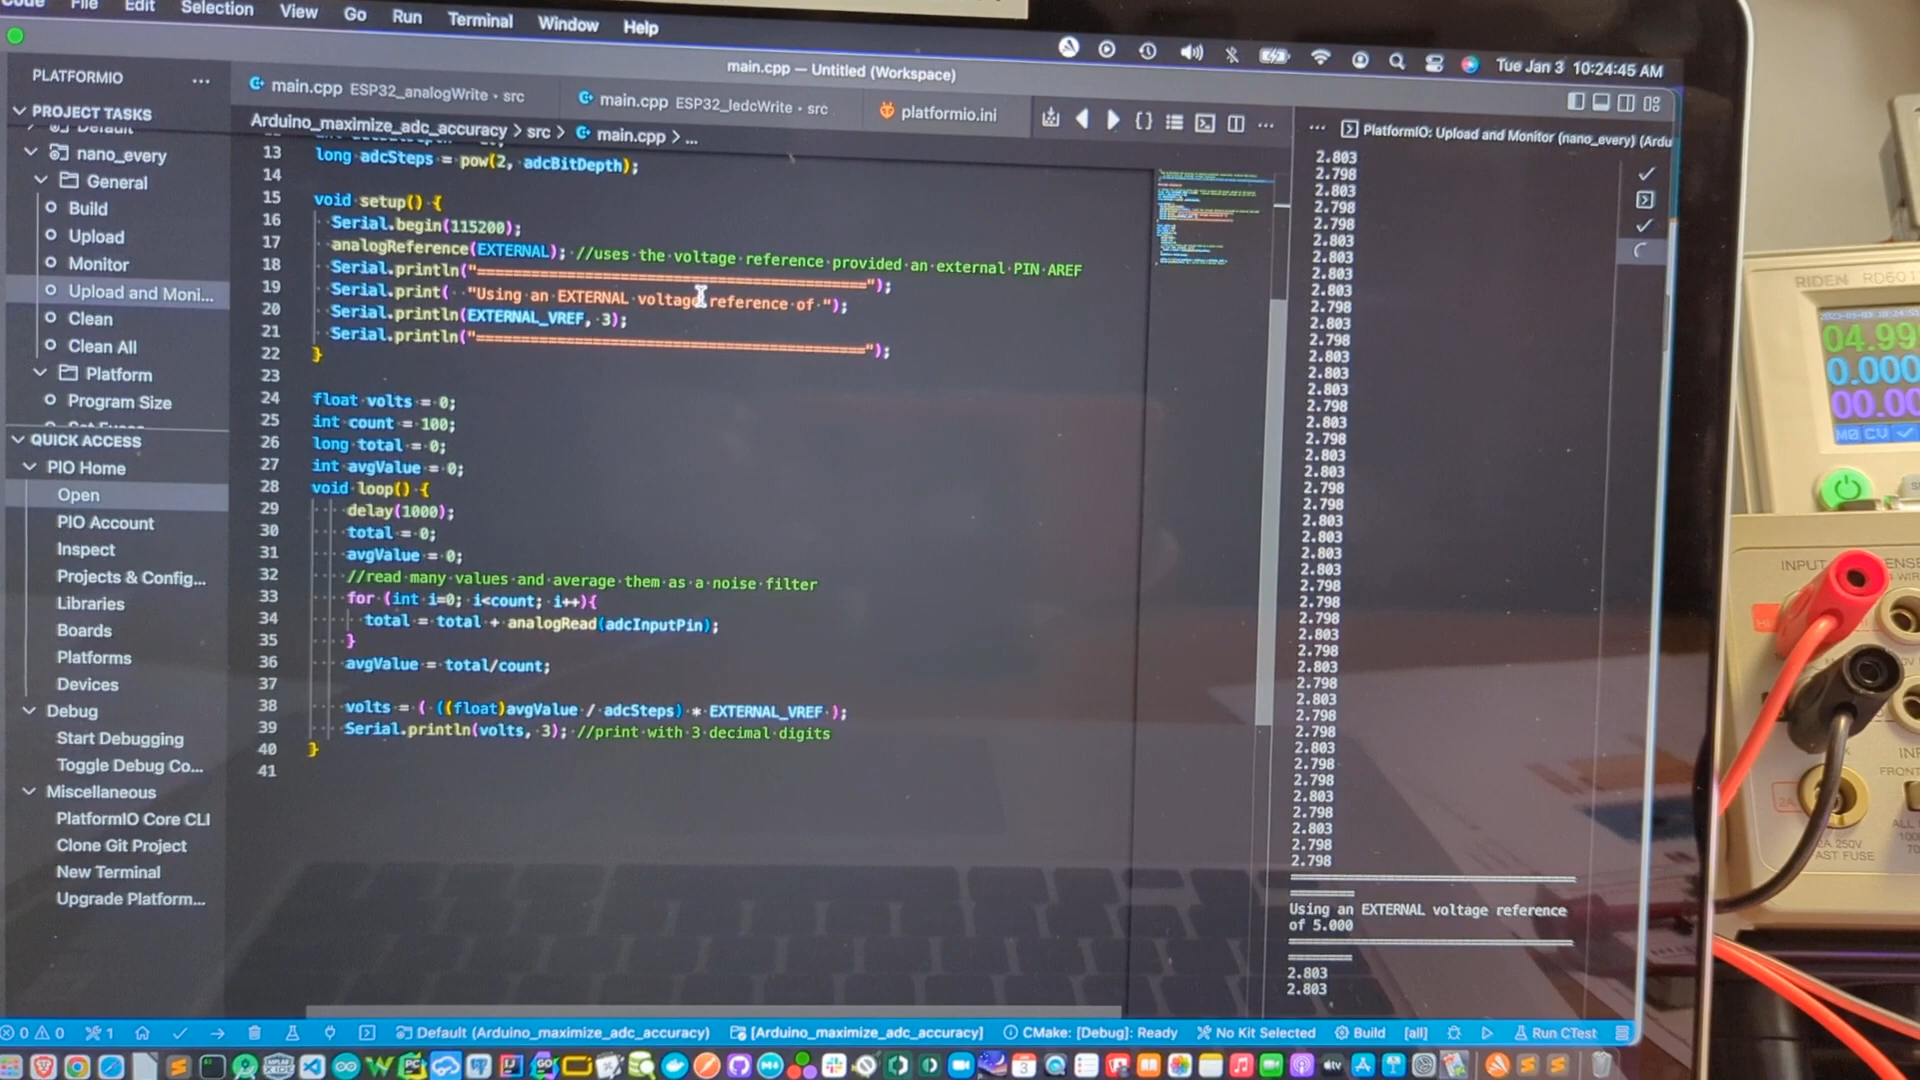 Code File Edit Selection View Go Run Terminal Window Help
Tue Jan 3 10:24:45 AM
main.cpp — Untitled (Workspace)
PLATFORMIO ...
main.cpp ESP32_analogWrite • src
main.cpp ESP32_ledcWrite • src
platformio.ini
PROJECT TASKS
Default
nano_every
General
Build
Upload
Monitor
Upload and Moni...
Clean
Clean All
Platform
Program Size
QUICK ACCESS
PIO Home
Open
PIO Account
Inspect
Projects & Config...
Libraries
Boards
Platforms
Devices
Debug
Start Debugging
Toggle Debug Co...
Miscellaneous
PlatformIO Core CLI
Clone Git Project
New Terminal
Upgrade Platform...
Arduino_maximize_adc_accuracy > src > main.cpp > ...
13 long adcSteps = pow(2, adcBitDepth);
14
15 void setup() {
16 Serial.begin(115200);
17 analogReference(EXTERNAL); //uses the voltage reference provided an external PIN AREF
18 Serial.println("============================================");
19 Serial.print( "Using an EXTERNAL voltage reference of ");
20 Serial.println(EXTERNAL_VREF, 3);
21 Serial.println("============================================");
22 }
23
24 float volts = 0;
25 int count = 100;
26 long total = 0;
27 int avgValue = 0;
28 void loop() {
29 delay(1000);
30 total = 0;
31 avgValue = 0;
32 //read many values and average them as a noise filter
33 for (int i=0; i<count; i++){
34 total = total + analogRead(adcInputPin);
35 }
36 avgValue = total/count;
37
38 volts = ( ((float)avgValue / adcSteps) * EXTERNAL_VREF );
39 Serial.println(volts, 3); //print with 3 decimal digits
40 }
41
... PlatformIO: Upload and Monitor (nano_every) (Ardu
2.803
2.798
2.803
2.798
2.798
2.803
2.803
2.803
2.803
2.798
2.803
2.798
2.803
2.803
2.803
2.798
2.803
2.798
2.803
2.803
2.798
2.798
2.803
2.803
2.803
2.803
2.798
2.798
2.798
2.803
2.798
2.803
2.798
2.803
2.798
2.798
2.803
2.798
2.798
2.803
2.798
2.803
2.798
2.798
Using an EXTERNAL voltage reference
of 5.000
2.803
2.803
0 0 1 Default (Arduino_maximize_adc_accuracy) [Arduino_maximize_adc_accuracy] CMake: [Debug]: Ready No Kit Selected Build [all] Run CTest
RIDEN RD601
04.99
0.000
00.00
M0 CV
INPUT
FRONT
2A 250V
FAST FUSE